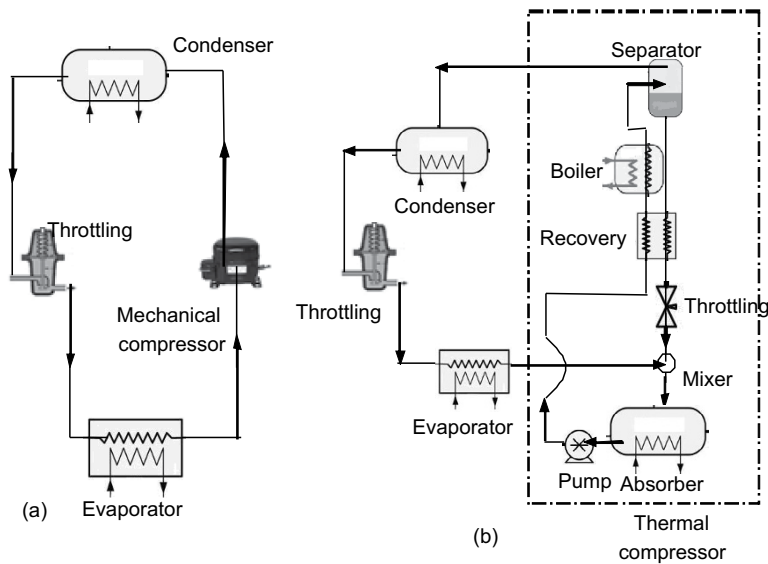 Condenser
Throttling
Mechanical
compressor
Evaporator
(a)
Separator
Boiler
Condenser
Recovery
Throttling
Throttling
Mixer
Evaporator
Pump
Absorber
(b)
Thermal
compressor